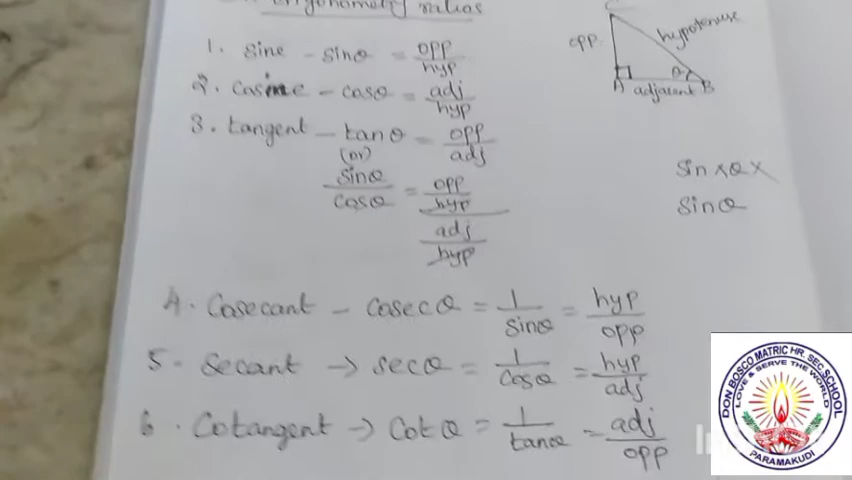 trigonometry ratios
1. Sine - sinθ = opp/hyp
2. Cosine - cosθ = adj/hyp
3. tangent - tanθ = opp/adj
(or)
sinθ/cosθ = opp/hyp
adj/hyp
C
opp.
hypotenuse
θ
A adjacent B
sin × θ ×
sinθ
4. Cosecant - cosecθ = 1/sinθ = hyp/opp
5. Secant → secθ = 1/cosθ = hyp/adj
6. Cotangent → cotθ = 1/tanθ = adj/opp
DON BOSCO MATRIC HR. SEC SCHOOL
LOVE & SERVE THE WORLD
PARAMAKUDI